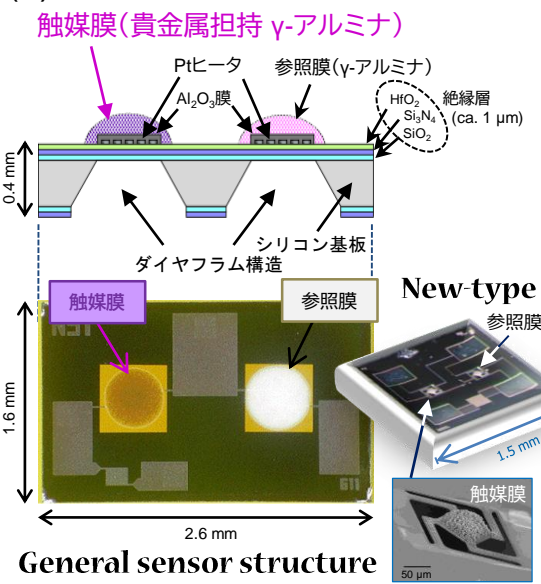 触媒膜(貴金属担持 γ-アルミナ)
Ptヒータ
参照膜(γ-アルミナ)
Al₂O₃膜
HfO₂
Si₃N₄
SiO₂
絶縁層
(ca. 1 µm)
0.4 mm
ダイヤフラム構造
シリコン基板
触媒膜
参照膜
1.6 mm
2.6 mm
General sensor structure
New-type
参照膜
1.5 mm
触媒膜
50 µm